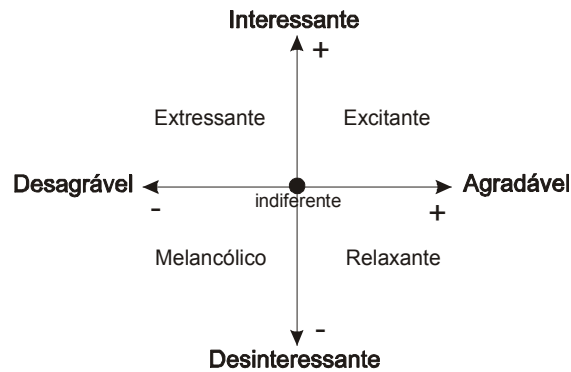 Interessante
+
Extressante Excitante
Desagrável Agradável
indiferente
- +
Melancólico Relaxante
-
Desinteressante